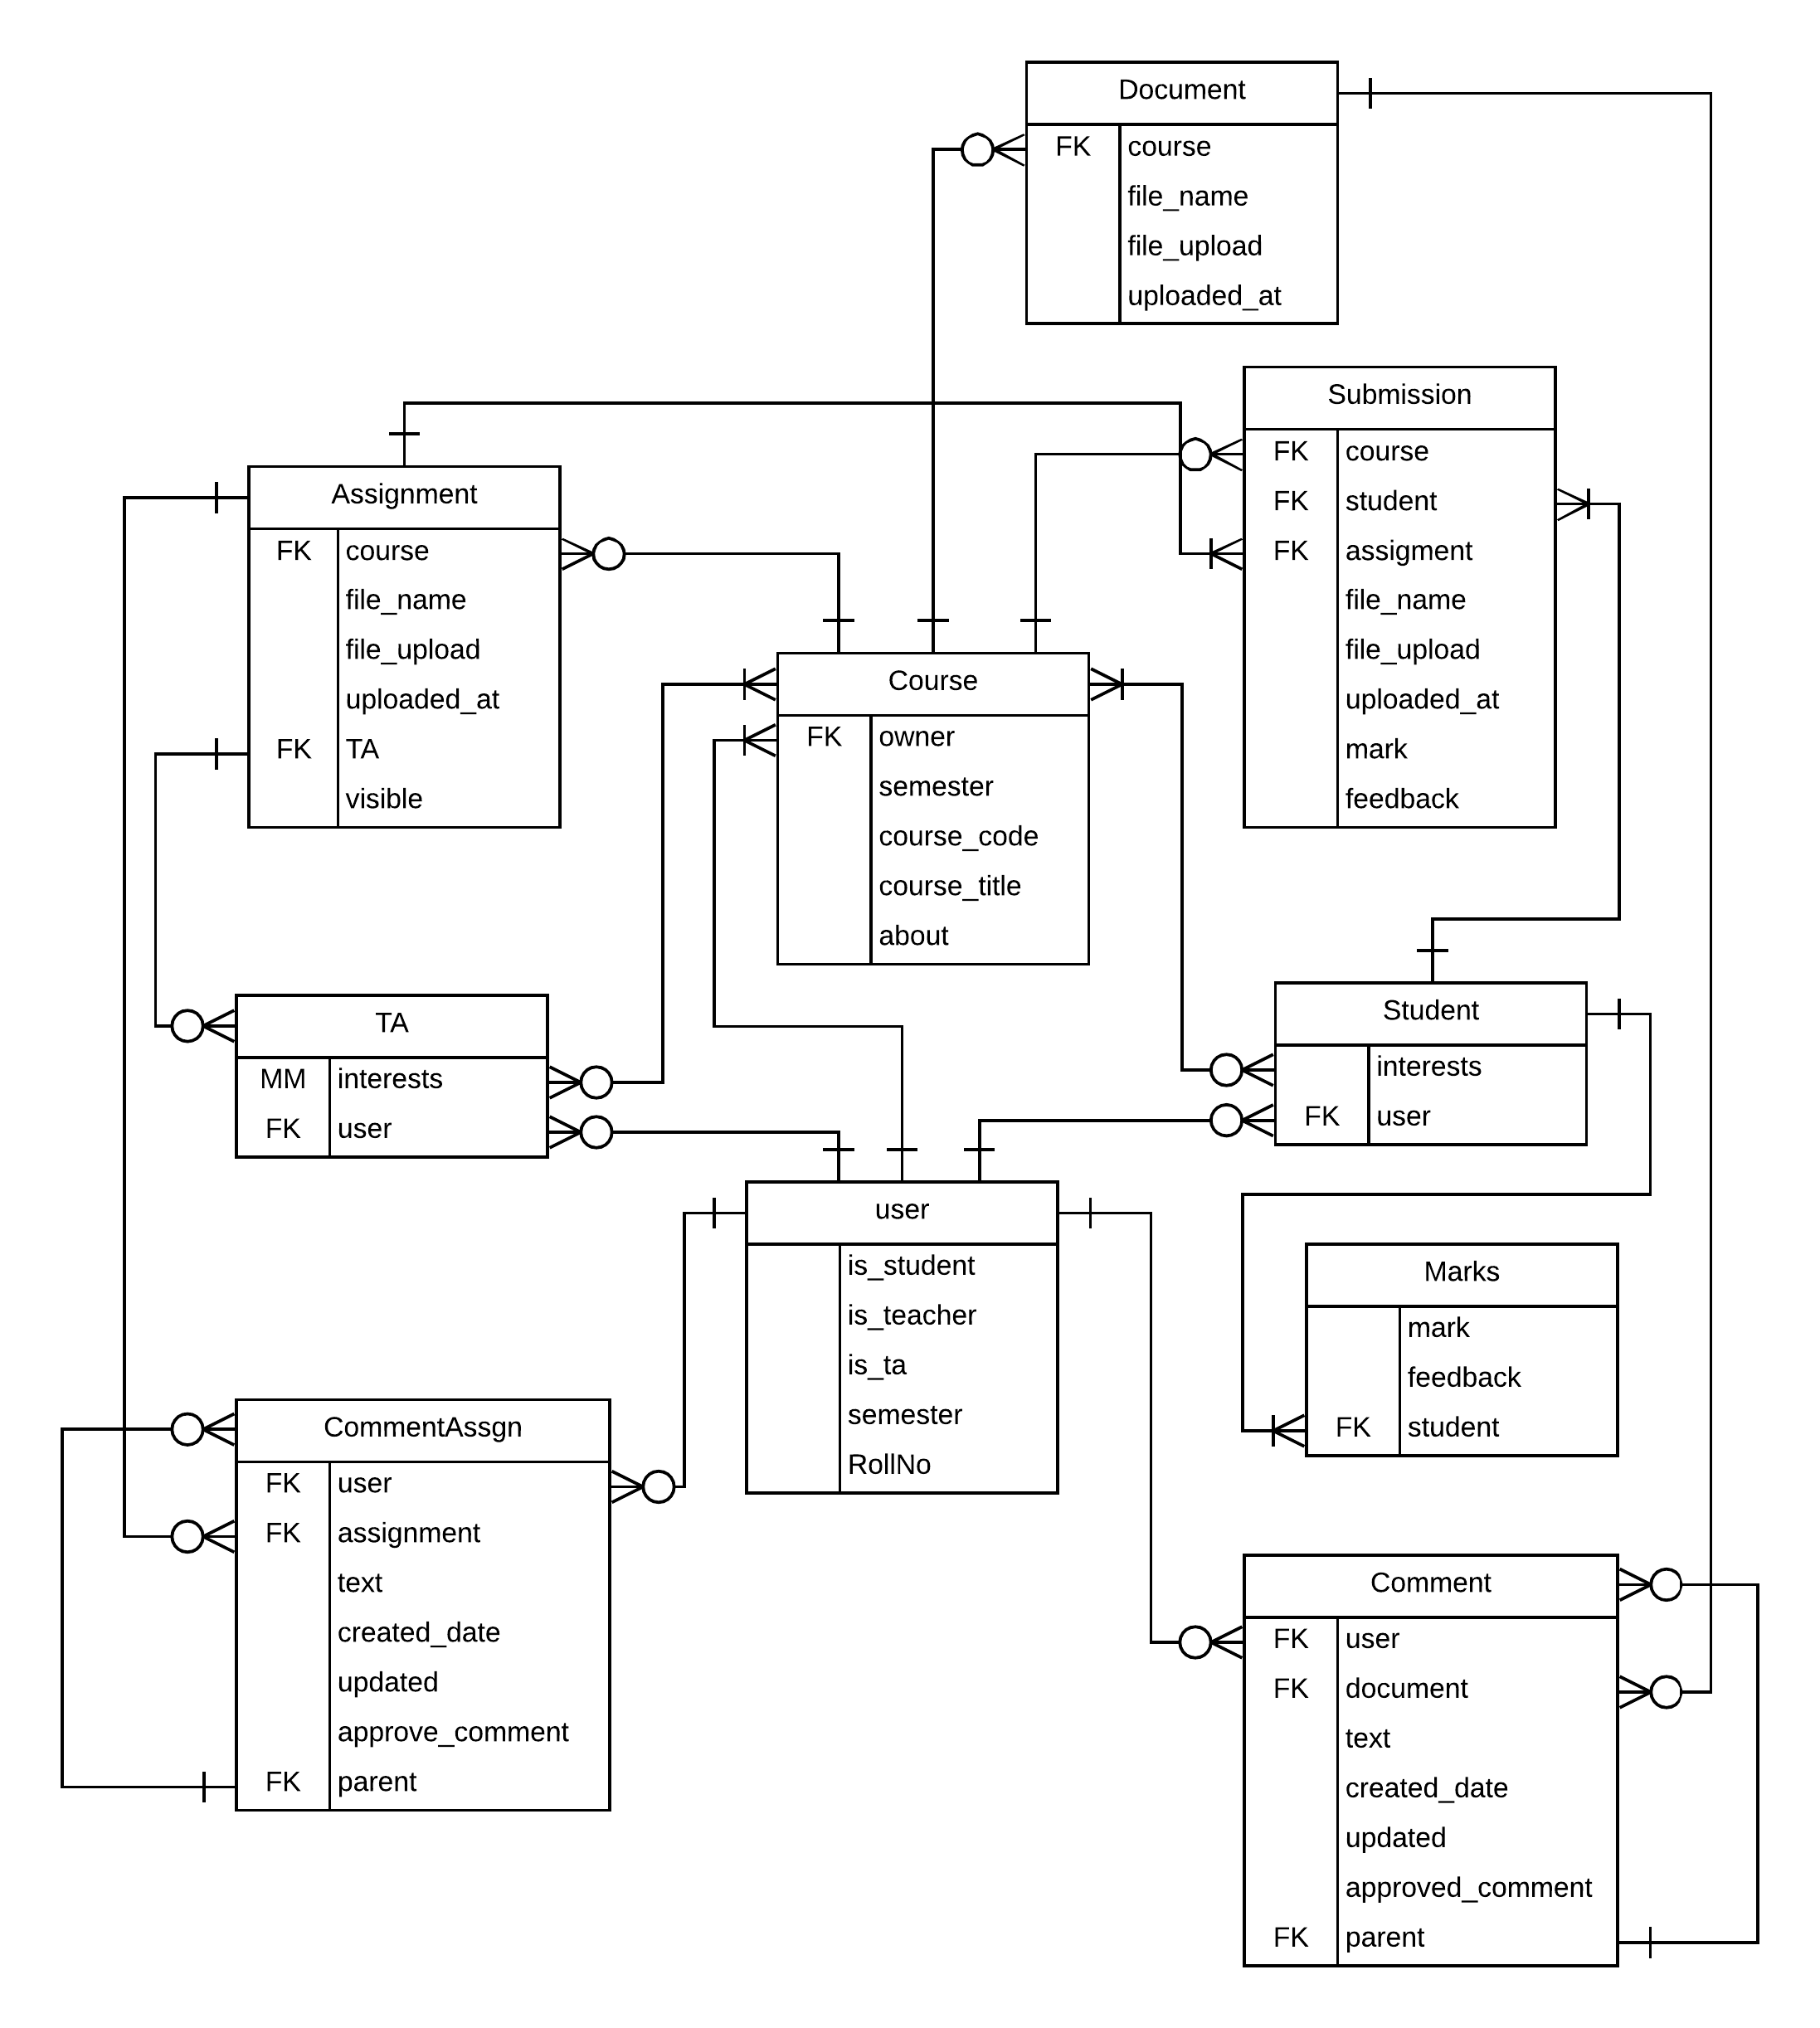 Document
FK course
file_name
file_upload
uploaded_at
Submission
FK course
FK student
FK assigment
file_name
file_upload
uploaded_at
mark
feedback
Assignment
FK course
file_name
file_upload
uploaded_at
FK TA
visible
Course
FK owner
semester
course_code
course_title
about
TA
MM interests
FK user
Student
interests
FK user
user
is_student
is_teacher
is_ta
semester
RollNo
Marks
mark
feedback
FK student
CommentAssgn
FK user
FK assignment
text
created_date
updated
approve_comment
FK parent
Comment
FK user
FK document
text
created_date
updated
approved_comment
FK parent